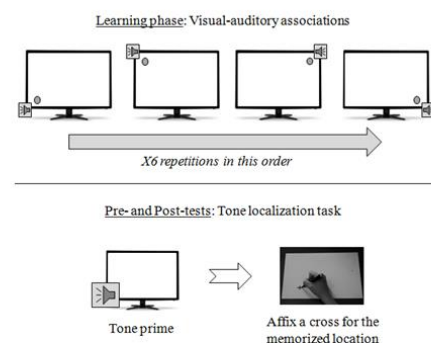 Learning phase: Visual-auditory associations
X6 repetitions in this order
Pre- and Post-tests: Tone localization task
Tone prime
Affix a cross for the
memorized location